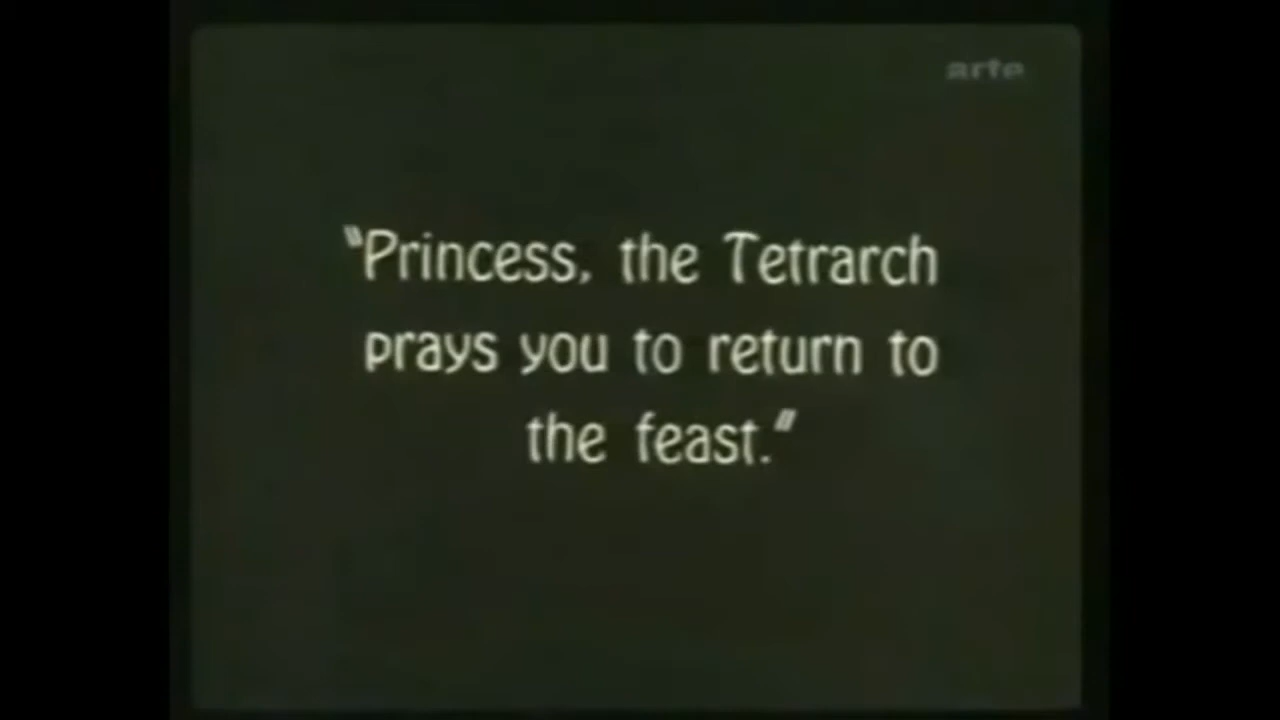 arte
"Princess, the Tetrarch
prays you to return to
the feast."